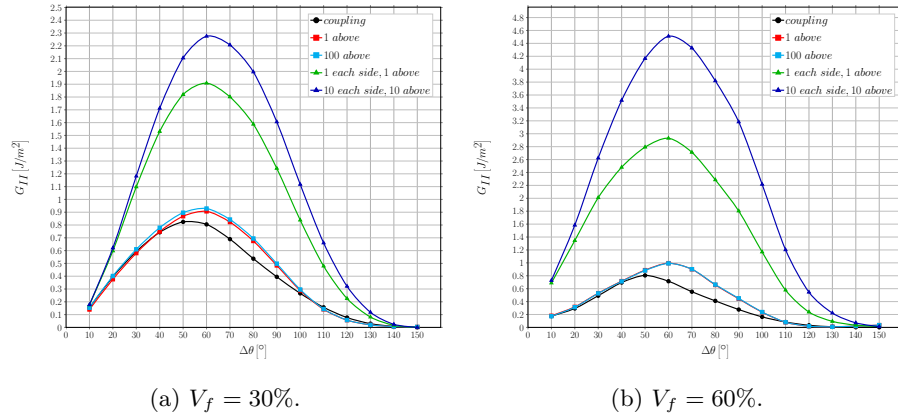 2.5
2.4
2.3
2.2
2.1
2
1.9
1.8
1.7
1.6
1.5
1.4
1.3
1.2
1.1
1
0.9
0.8
0.7
0.6
0.5
0.4
0.3
0.2
0.1
0
G_{II} [J/m^2]
10 20 30 40 50 60 70 80 90 100 110 120 130 140 150
Δθ [°]
coupling
1 above
100 above
1 each side, 1 above
10 each side, 10 above
(a) V_f = 30%.
4.8
4.6
4.4
4.2
4
3.8
3.6
3.4
3.2
3
2.8
2.6
2.4
2.2
2
1.8
1.6
1.4
1.2
1
0.8
0.6
0.4
0.2
0
G_{II} [J/m^2]
10 20 30 40 50 60 70 80 90 100 110 120 130 140 150
Δθ [°]
coupling
1 above
100 above
1 each side, 1 above
10 each side, 10 above
(b) V_f = 60%.